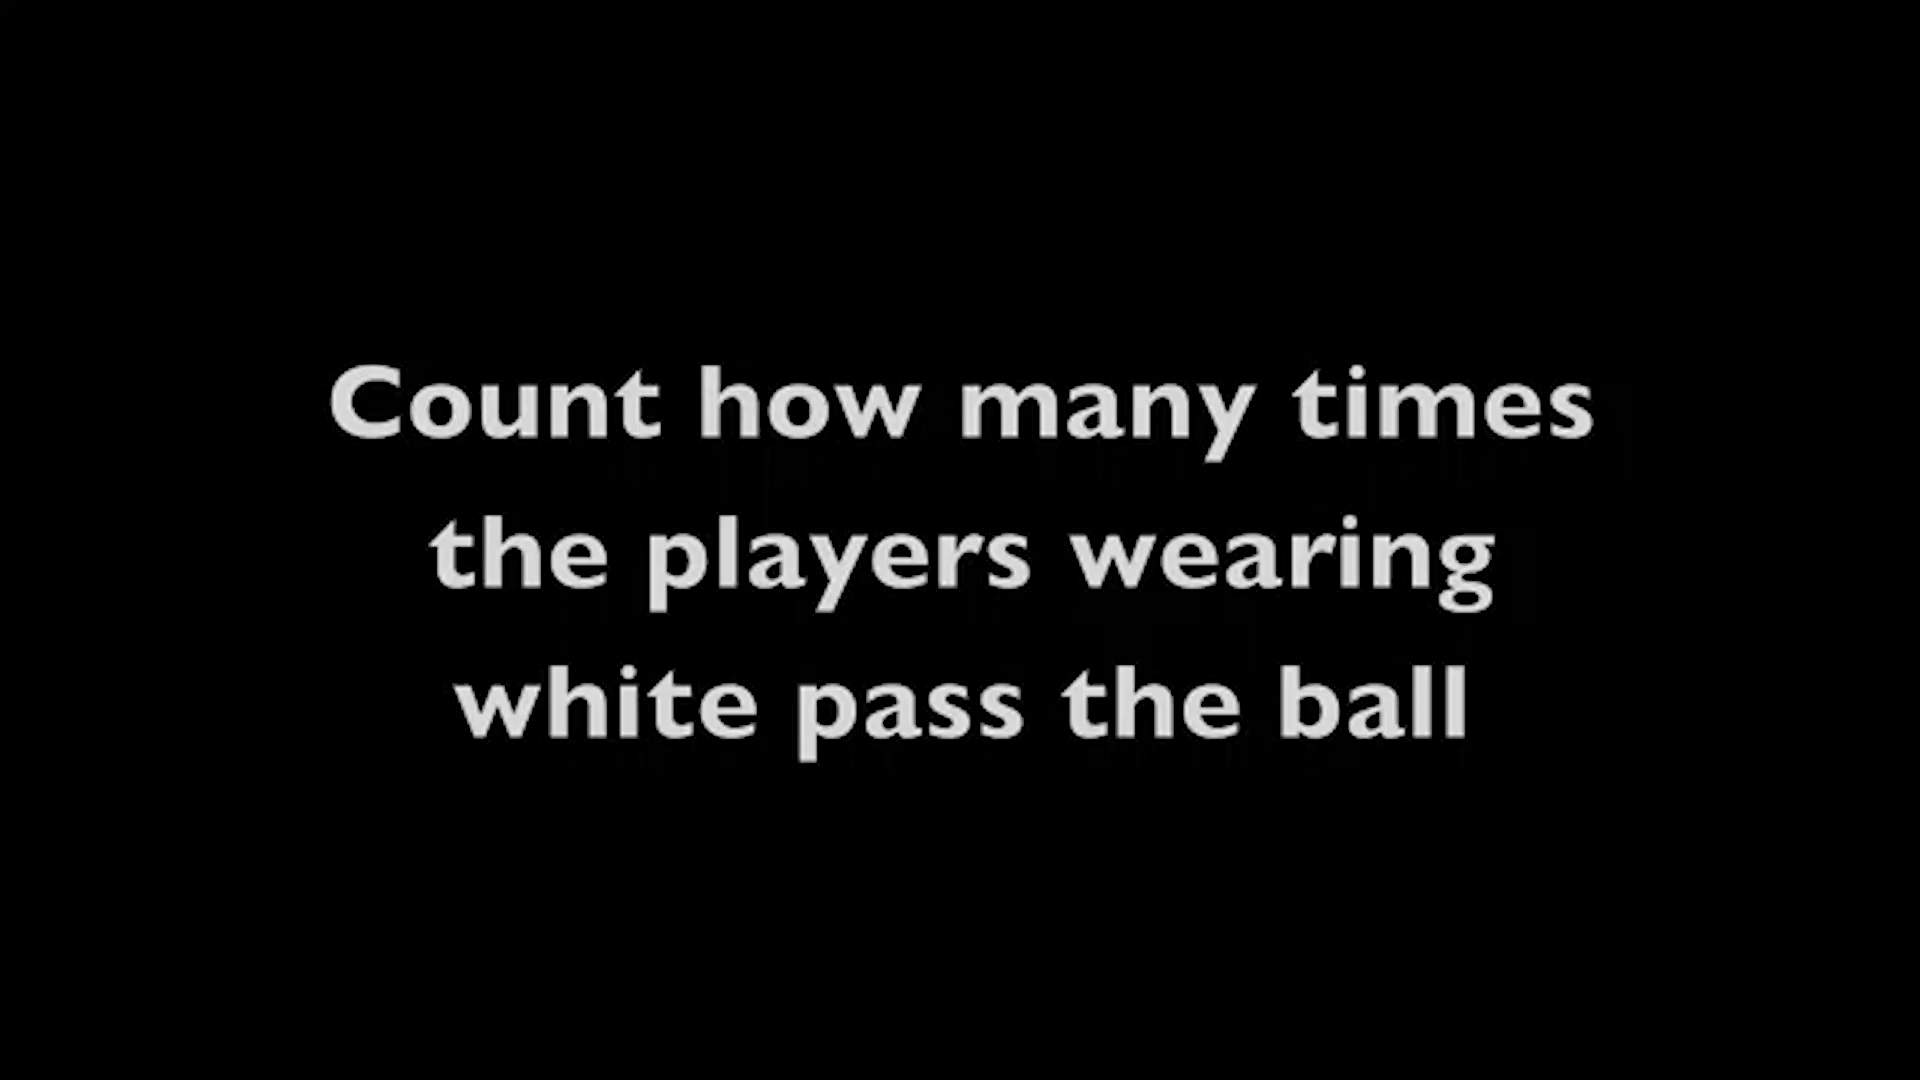 Count how many times
the players wearing
white pass the ball